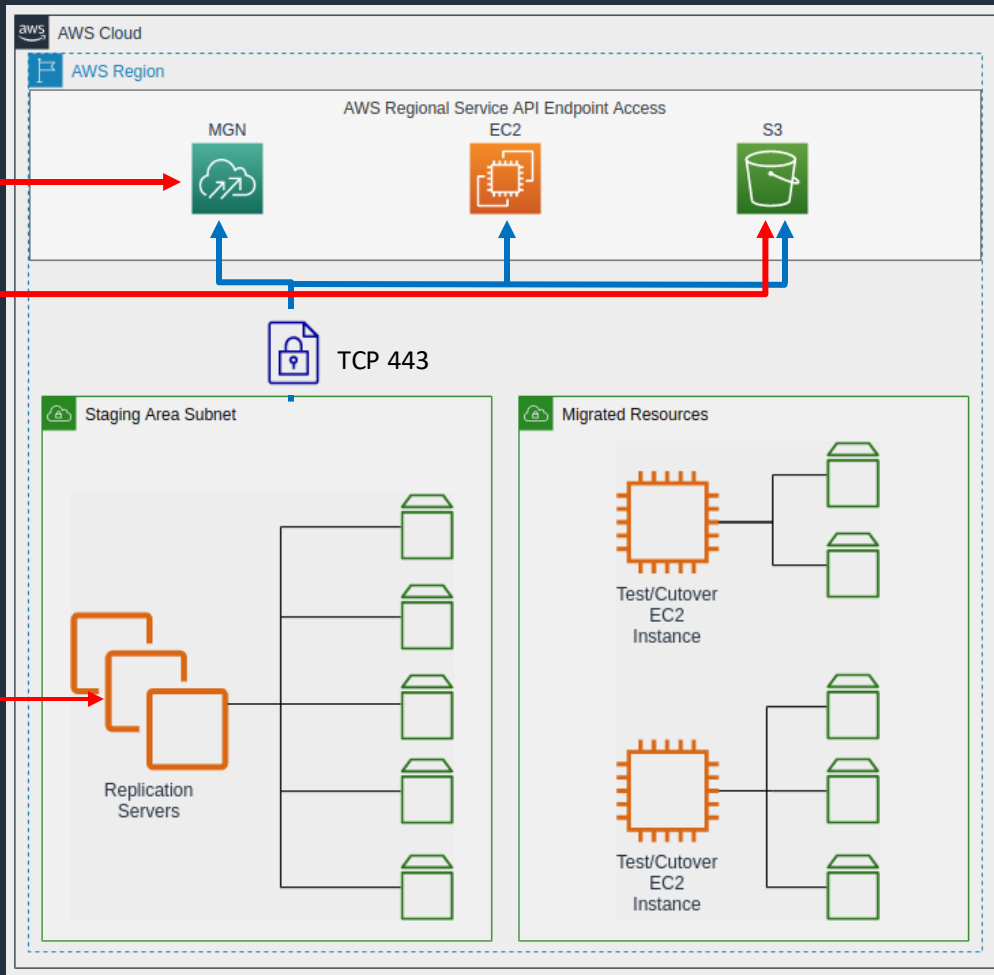 aws
AWS Cloud
AWS Region
AWS Regional Service API Endpoint Access
MGN
EC2
S3
TCP 443
Staging Area Subnet
Migrated Resources
Test/Cutover
EC2
Instance
Replication
Servers
Test/Cutover
EC2
Instance